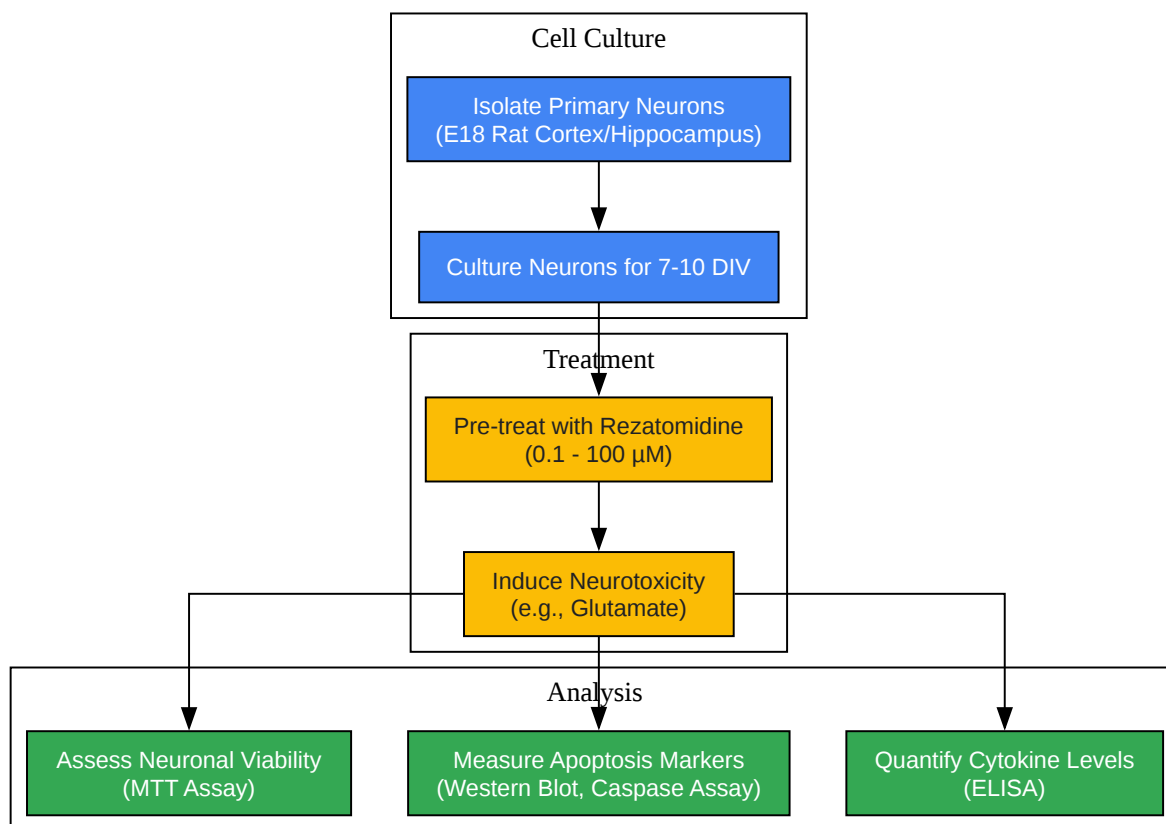 Cell Culture
Isolate Primary Neurons
(E18 Rat Cortex/Hippocampus)
Culture Neurons for 7-10 DIV
Treatment
Pre-treat with Rezatomidine
(0.1 - 100 µM)
Induce Neurotoxicity
(e.g., Glutamate)
Analysis
Assess Neuronal Viability
(MTT Assay)
Measure Apoptosis Markers
(Western Blot, Caspase Assay)
Quantify Cytokine Levels
(ELISA)